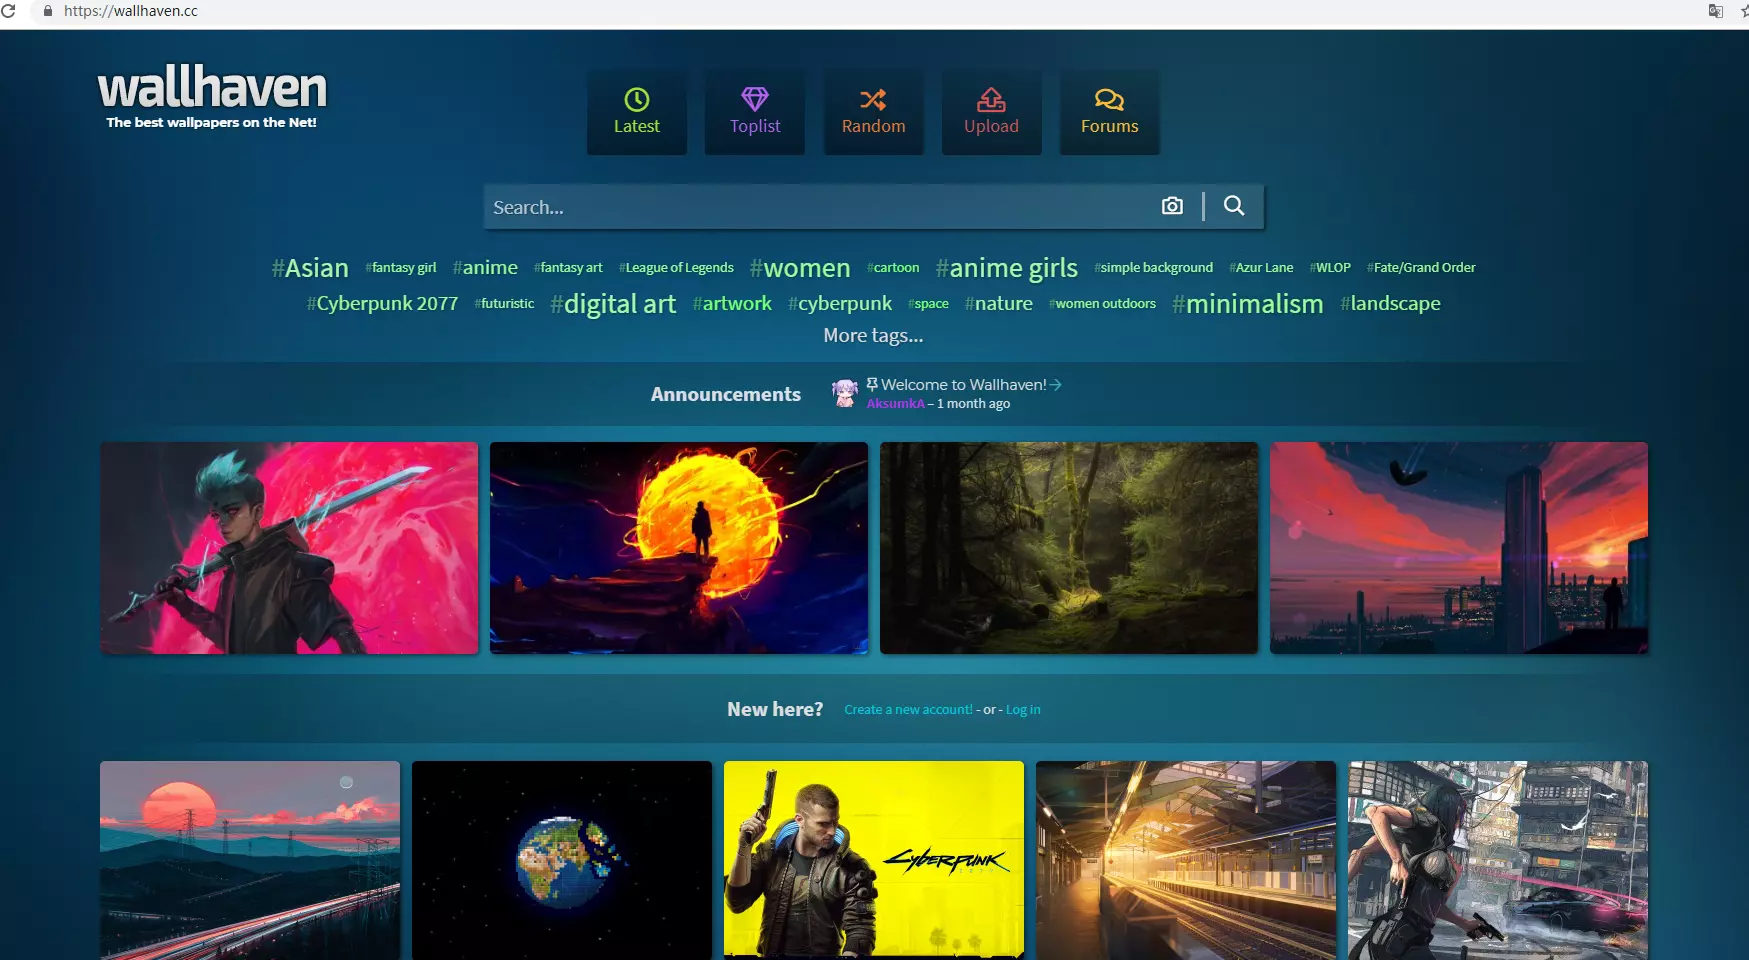 https://wallhaven.cc
wallhaven
The best wallpapers on the Net!
Latest
Toplist
Random
Upload
Forums
Search...
#Asian #fantasy girl #anime #fantasy art #League of Legends #women #cartoon #anime girls #simple background #Azur Lane #WLOP #Fate/Grand Order
#Cyberpunk 2077 #futuristic #digital art #artwork #cyberpunk #space #nature #women outdoors #minimalism #landscape
More tags...
Announcements
Welcome to Wallhaven!
AksumkA – 1 month ago
New here? Create a new account! - or - Log in
Cyberpunk
2077